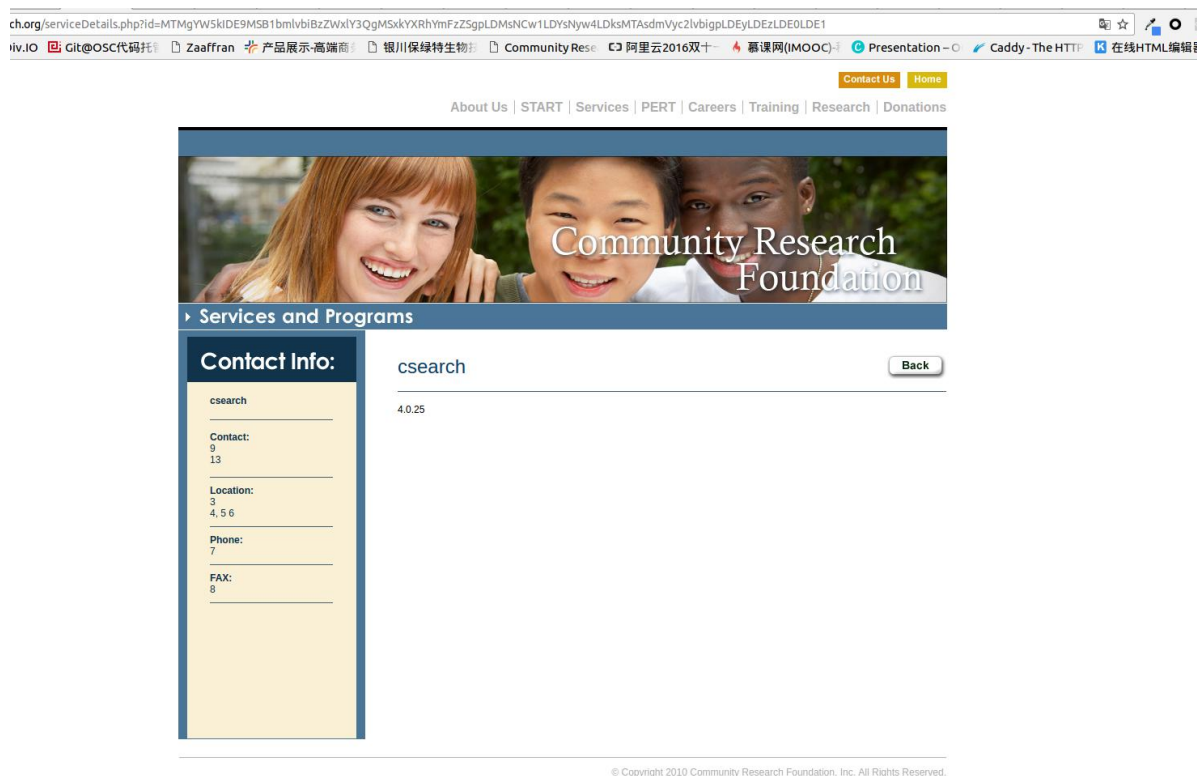 ch.org/serviceDetails.php?id=MTMgYW5kIDE9MSB1bmlvbiBzZWxlY3QgMSxkYXRhYmFzZSgpLDMsNCw1LDYsNyw4LDksMTAsdmVyc2lvbigpLDEyLDEzLDE0LDE1
iv.IO Git@OSC代码托 Zaaffran 产品展示-高端商 银川保绿特生物 Community Rese 阿里云2016双十一 慕课网(IMOOC)- Presentation – O Caddy - The HTTP 在线HTML编辑
Contact Us Home
About Us | START | Services | PERT | Careers | Training | Research | Donations
Community Research
Foundation
Services and Programs
Contact Info:
csearch
Back
csearch
4.0.25
Contact:
9
13
Location:
3
4, 5 6
Phone:
7
FAX:
8
© Copyright 2010 Community Research Foundation, Inc. All Rights Reserved.